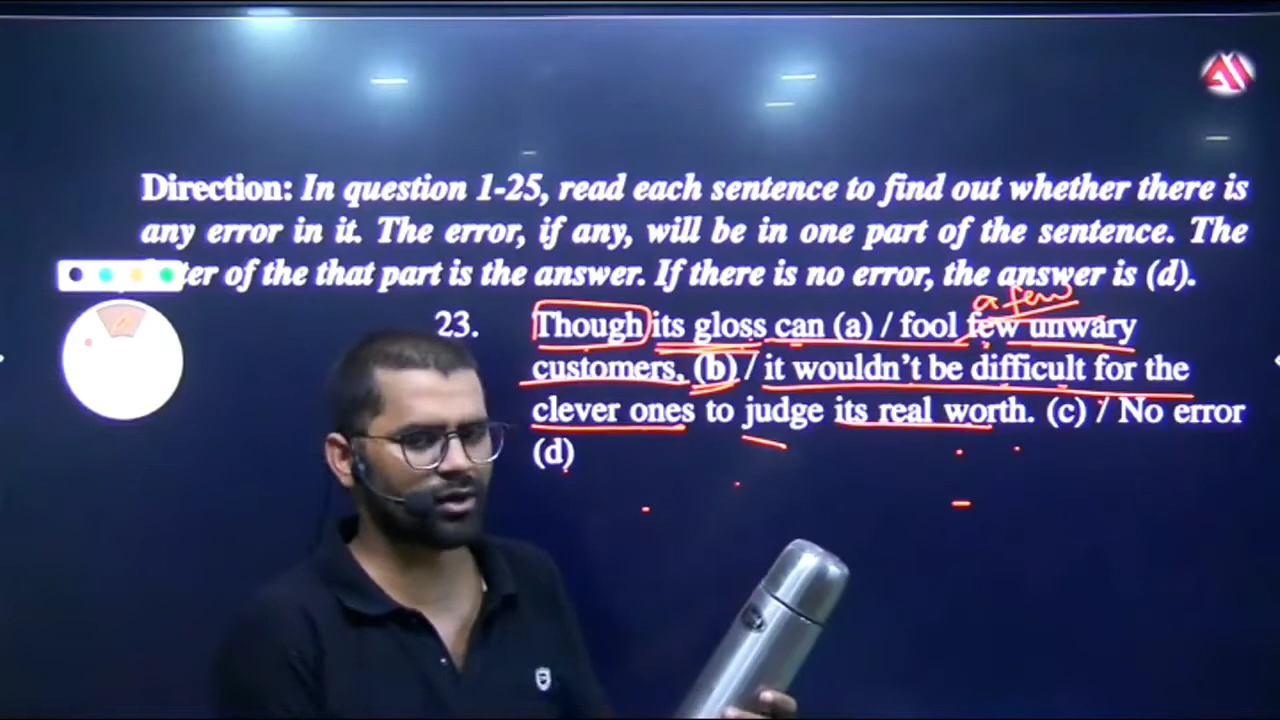 Direction: In question 1-25, read each sentence to find out whether there is
any error in it. The error, if any, will be in one part of the sentence. The
of the that part is the answer. If there is no error, the answer is (d).
a few
23. Though its gloss can (a) / fool few unwary
customers, (b) / it wouldn't be difficult for the
clever ones to judge its real worth. (c) / No error
(d)